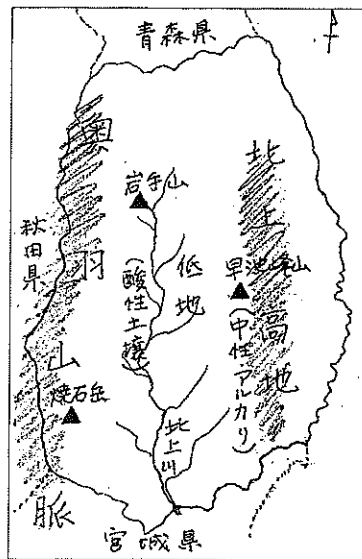 青森県
奥羽山脈
岩手山
北上高地
秋田県
低地
(酸性土壌)
早池峰山
(中性アルカリ)
焼石岳
北上川
宮城県